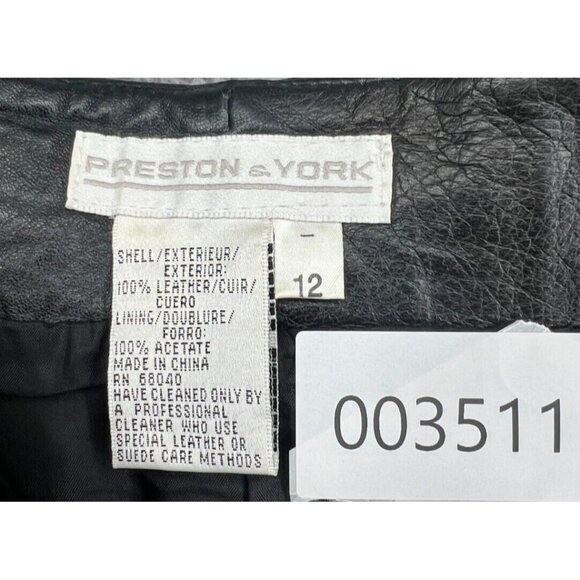 PRESTON & YORK
SHELL/EXTERIEUR/
EXTERIOR:
100% LEATHER/CUIR/
CUERO
LINING/DOUBLURE/
FORRO:
100% ACETATE
MADE IN CHINA
RN 68040
HAVE CLEANED ONLY BY
A PROFESSIONAL
CLEANER WHO USE
SPECIAL LEATHER OR
SUEDE CARE METHODS
-
12
003511